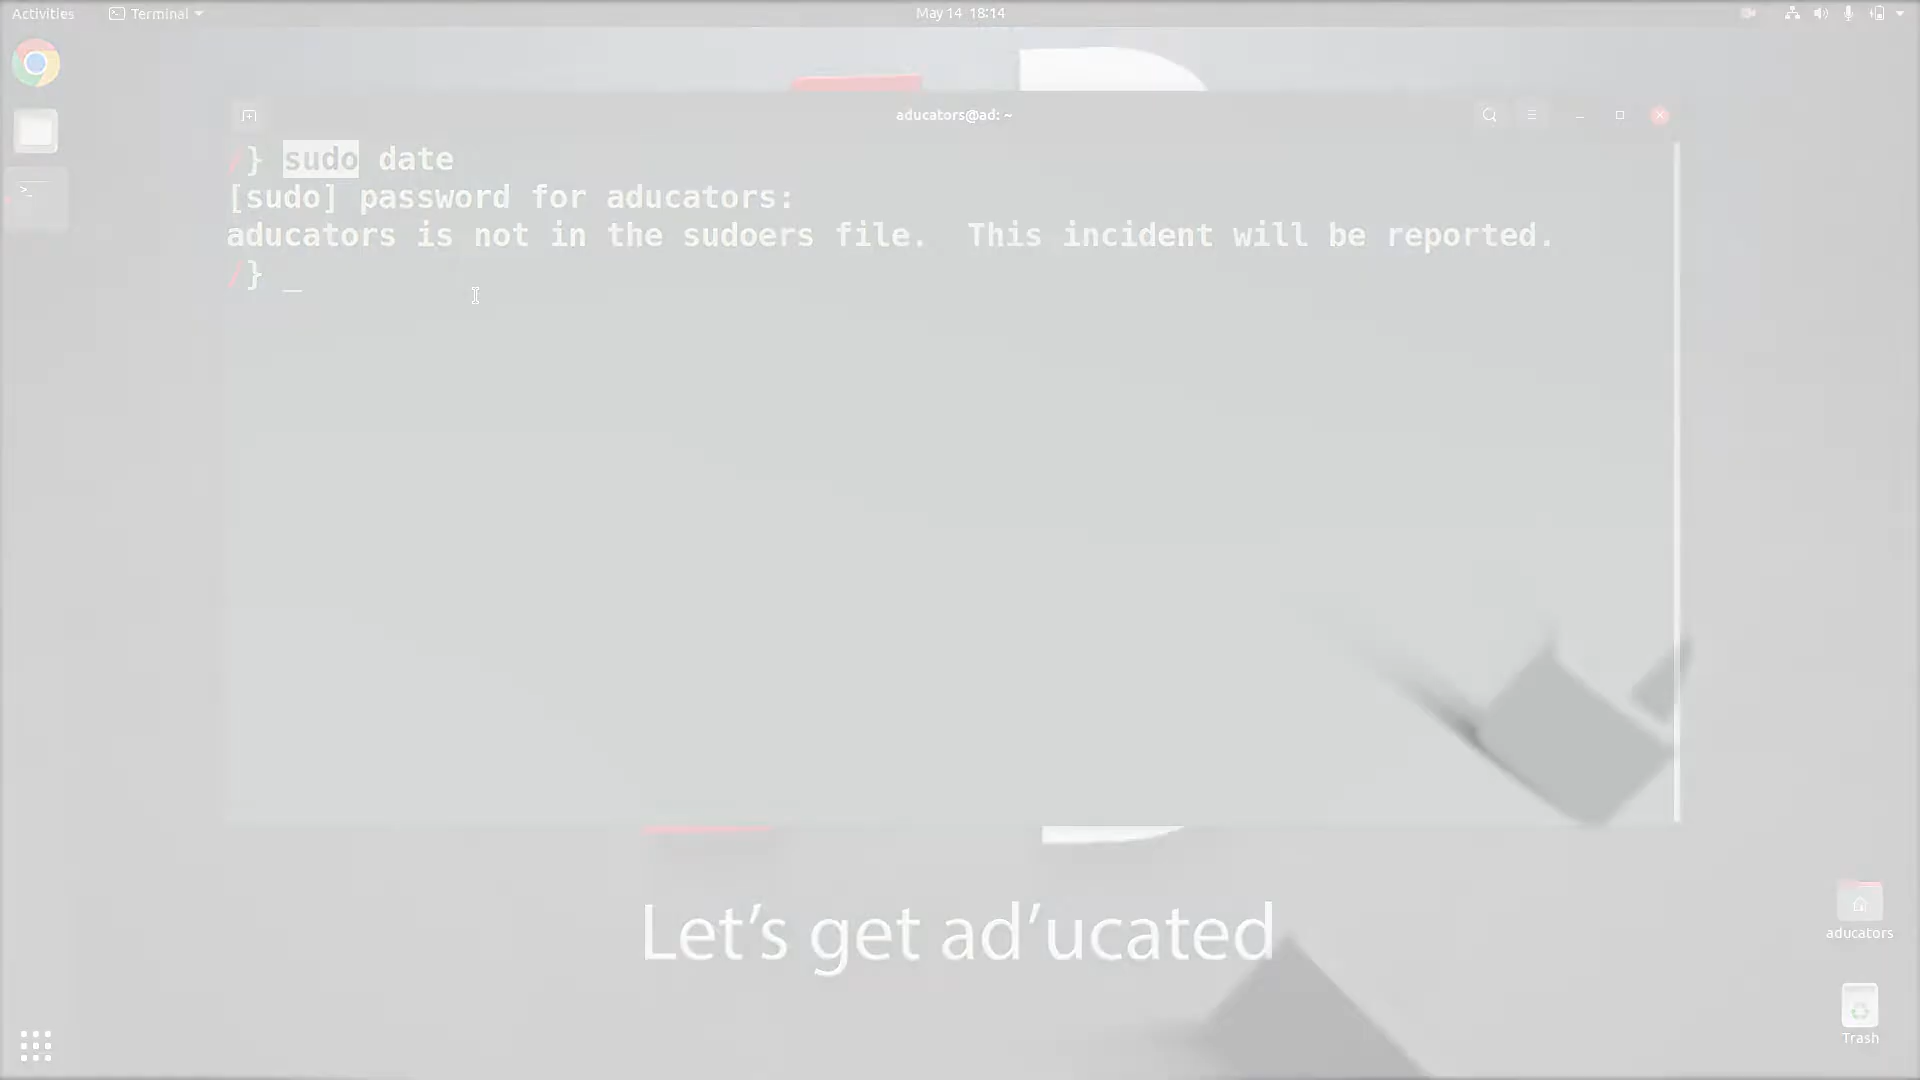 Activities
Terminal
May 14 18:14
aducators@ad: ~
/} sudo date
[sudo] password for aducators:
aducators is not in the sudoers file.  This incident will be reported.
/} _
Let’s get ad’ucated
aducators
Trash